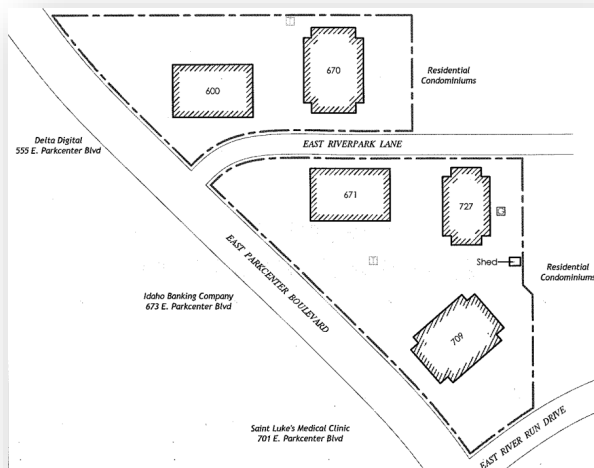 670
600
Residential
Condominiums
Delta Digital
555 E. Parkcenter Blvd
EAST RIVERPARK LANE
671
727
EAST PARKCENTER BOULEVARD
Shed
Residential
Condominiums
Idaho Banking Company
673 E. Parkcenter Blvd
709
Saint Luke's Medical Clinic
701 E. Parkcenter Blvd
EAST RIVER RUN DRIVE